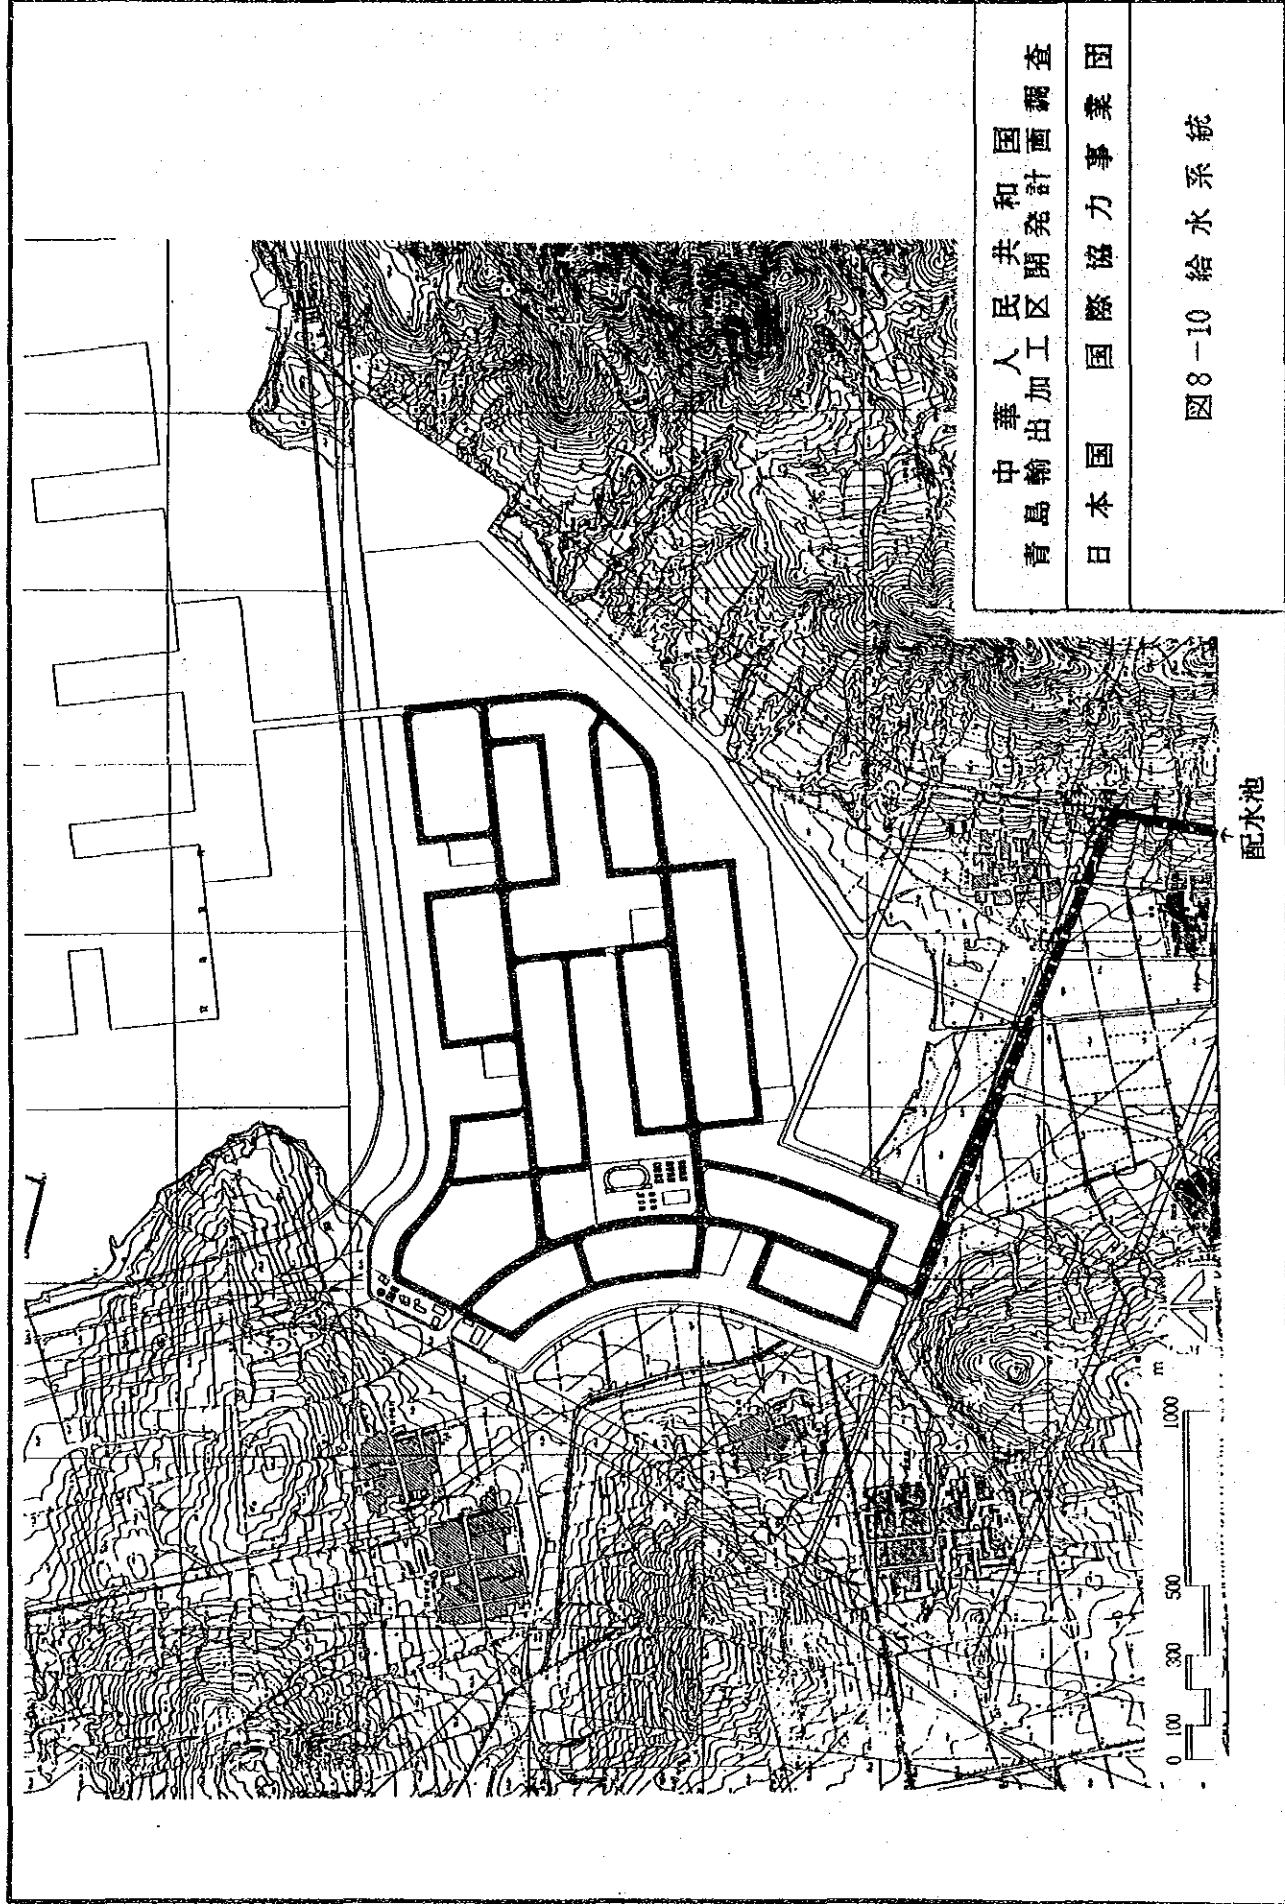 中華人民共和国
青島輸出加工区開発計画調査
日本国 国際協力事業団
図8-10 給水系統
配水池
0 100 300 500 1000 m